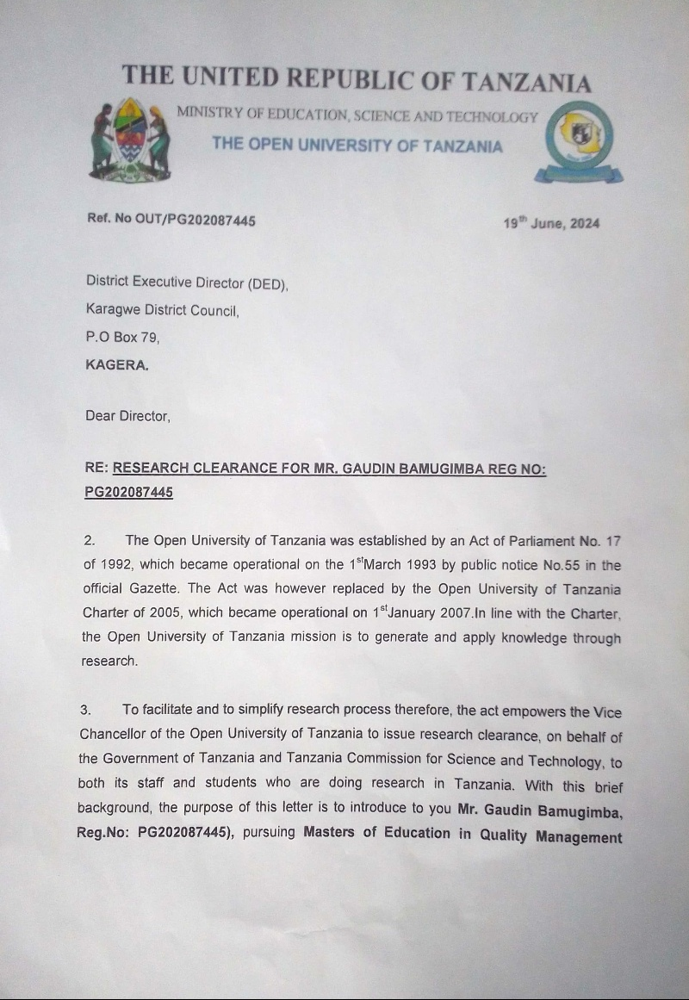 THE UNITED REPUBLIC OF TANZANIA
MINISTRY OF EDUCATION, SCIENCE AND TECHNOLOGY
THE OPEN UNIVERSITY OF TANZANIA
Ref. No OUT/PG202087445
19th June, 2024
District Executive Director (DED),
Karagwe District Council,
P.O Box 79,
KAGERA.
Dear Director,
RE: RESEARCH CLEARANCE FOR MR. GAUDIN BAMUGIMBA REG NO:
PG202087445
2. The Open University of Tanzania was established by an Act of Parliament No. 17
of 1992, which became operational on the 1stMarch 1993 by public notice No.55 in the
official Gazette. The Act was however replaced by the Open University of Tanzania
Charter of 2005, which became operational on 1stJanuary 2007.In line with the Charter,
the Open University of Tanzania mission is to generate and apply knowledge through
research.
3. To facilitate and to simplify research process therefore, the act empowers the Vice
Chancellor of the Open University of Tanzania to issue research clearance, on behalf of
the Government of Tanzania and Tanzania Commission for Science and Technology, to
both its staff and students who are doing research in Tanzania. With this brief
background, the purpose of this letter is to introduce to you Mr. Gaudin Bamugimba,
Reg.No: PG202087445), pursuing Masters of Education in Quality Management